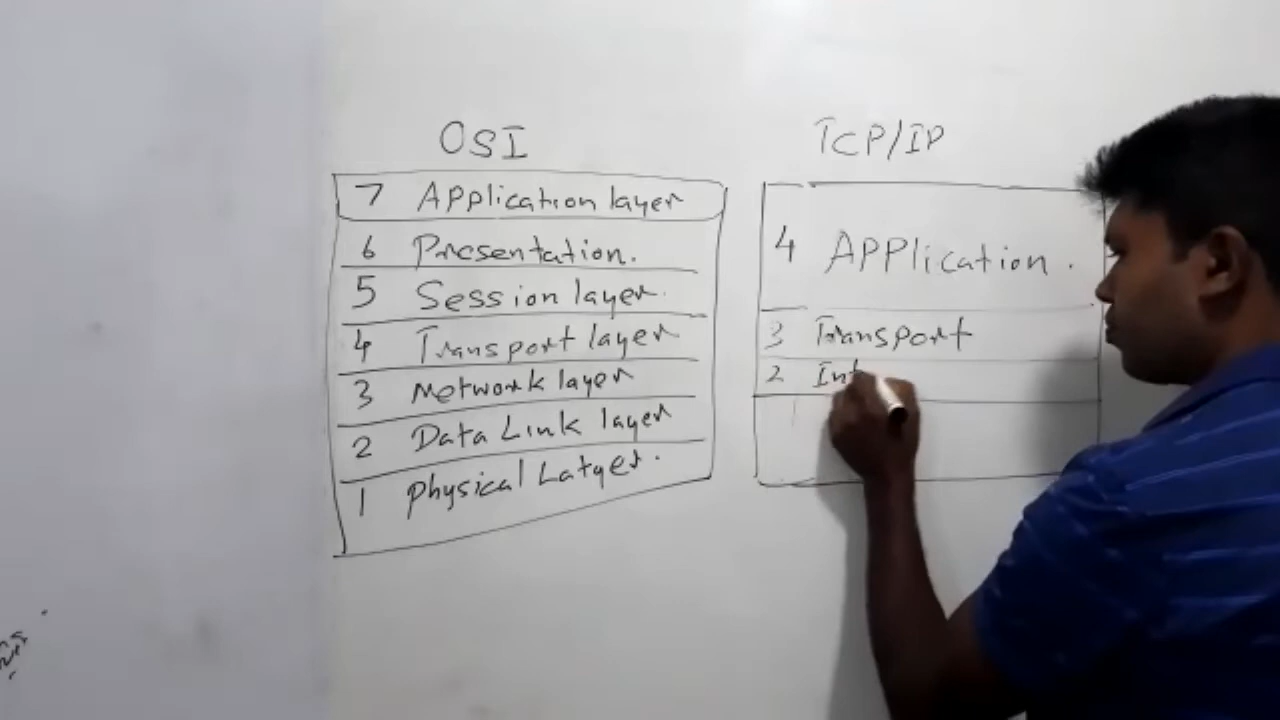 OSI
7 Application layer
6 Presentation.
5 Session layer.
4 Transport layer
3 Network layer
2 Data Link layer
1 Physical Latyer.
TCP/IP
4 Application.
3 Transport
2 Int
1